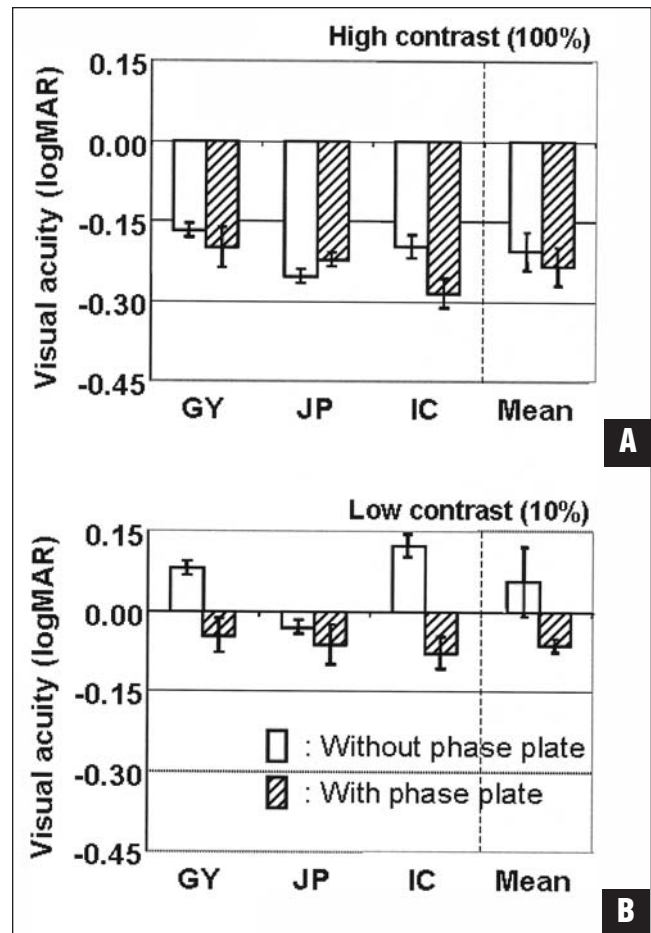 High contrast (100%)
Visual acuity (logMAR)
0.15
0.00
-0.15
-0.30
-0.45
GY JP IC Mean
A
Low contrast (10%)
Visual acuity (logMAR)
0.15
0.00
-0.15
-0.30
-0.45
: Without phase plate
: With phase plate
GY JP IC Mean
B